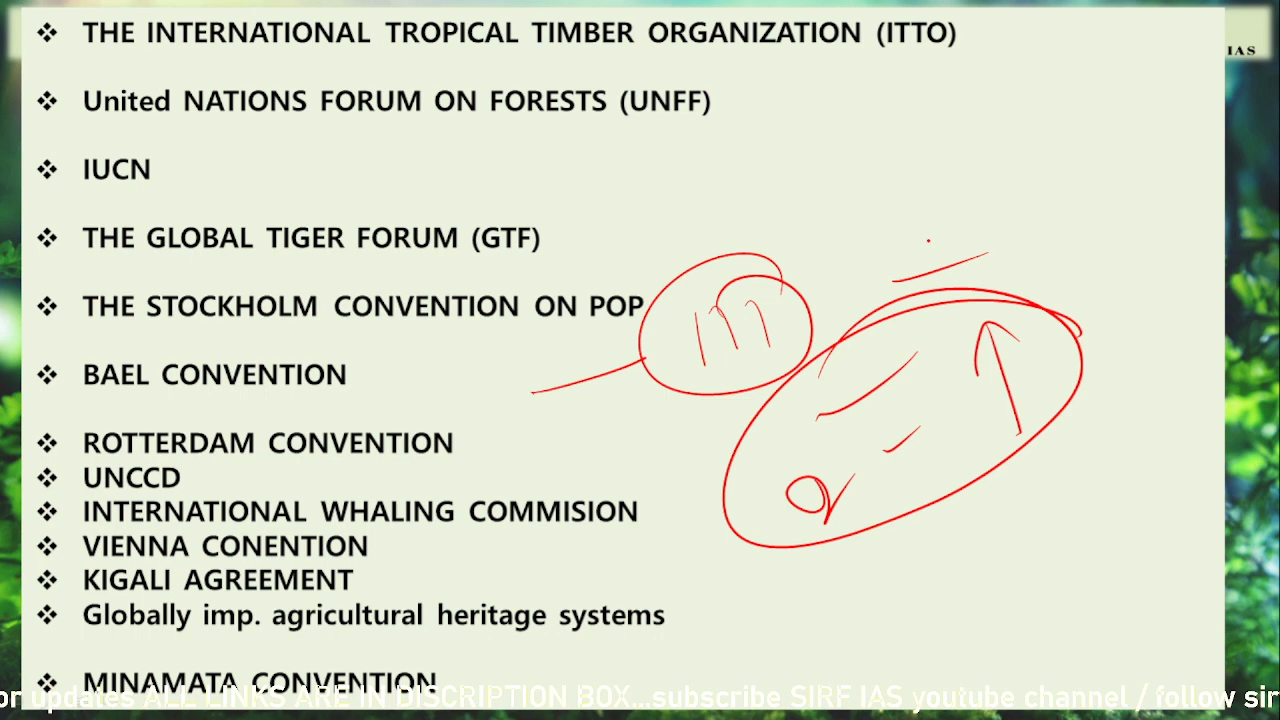 THE INTERNATIONAL TROPICAL TIMBER ORGANIZATION (ITTO)
IAS
United NATIONS FORUM ON FORESTS (UNFF)
IUCN
THE GLOBAL TIGER FORUM (GTF)
THE STOCKHOLM CONVENTION ON POP
m
BAEL CONVENTION
ROTTERDAM CONVENTION
UNCCD
INTERNATIONAL WHALING COMMISION
VIENNA CONENTION
KIGALI AGREEMENT
Globally imp. agricultural heritage systems
MINAMATA CONVENTION
or updates ALL LINKS ARE IN DISCRIPTION BOX...subscribe SIRF IAS youtube channel / follow sir